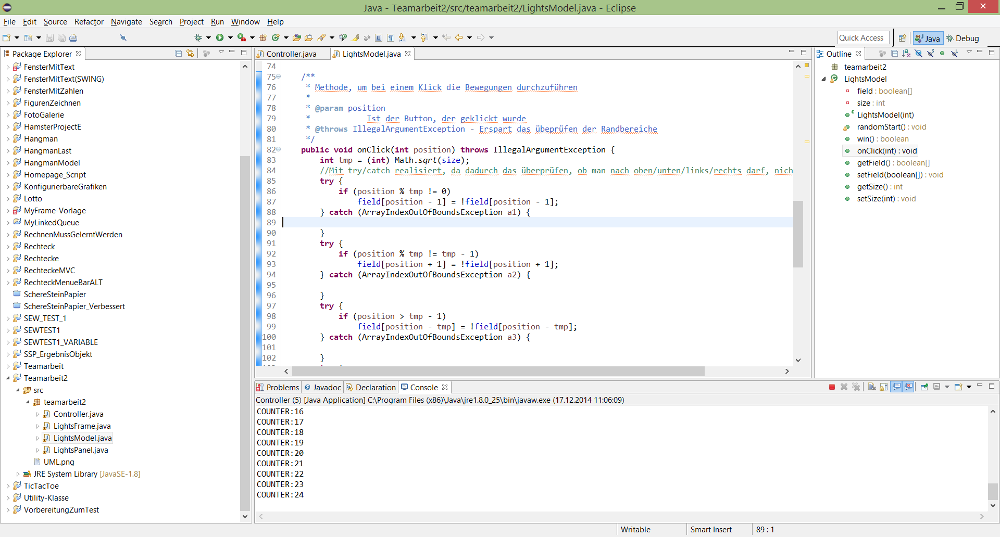 Java - Teamarbeit2/src/teamarbeit2/LightsModel.java - Eclipse
File Edit Source Refactor Navigate Search Project Run Window Help
Quick Access Java Debug
Package Explorer
FensterMitText
FensterMitText(SWING)
FensterMitZahlen
FigurenZeichnen
FotoGalerie
HamsterProjectE
Hangman
HangmanLast
HangmanModel
Homepage_Script
KonfigurierbareGrafiken
Lotto
MyFrame-Vorlage
MyLinkedQueue
RechnenMussGelerntWerden
Rechteck
Rechtecke
RechteckeMVC
RechteckMenueBarALT
SchereSteinPapier
SchereSteinPapier_Verbessert
SEW_TEST_1
SEWTEST1
SEWTEST1_VARIABLE
SSP_ErgebnisObjekt
Teamarbeit
Teamarbeit2
src
teamarbeit2
Controller.java
LightsFrame.java
LightsModel.java
LightsPanel.java
UML.png
JRE System Library [JavaSE-1.8]
TicTacToe
Utility-Klasse
VorbereitungZumTest
Controller.java LightsModel.java
74
75 /**
76 * Methode, um bei einem Klick die Bewegungen durchzuführen
77 *
78 * @param position
79 * Ist der Button, der geklickt wurde
80 * @throws IllegalArgumentException - Erspart das übeprüfen der Randbereiche
81 */
82 public void onClick(int position) throws IllegalArgumentException {
83 int tmp = (int) Math.sqrt(size);
84 //Mit try/catch realisiert, da dadurch das überprüfen, ob man nach oben/unten/links/rechts darf, nich
85 try {
86 if (position % tmp != 0)
87 field[position - 1] = !field[position - 1];
88 } catch (ArrayIndexOutOfBoundsException a1) {
89
90 }
91 try {
92 if (position % tmp != tmp - 1)
93 field[position + 1] = !field[position + 1];
94 } catch (ArrayIndexOutOfBoundsException a2) {
95
96 }
97 try {
98 if (position > tmp - 1)
99 field[position - tmp] = !field[position - tmp];
100 } catch (ArrayIndexOutOfBoundsException a3) {
101
102 }
Outline
teamarbeit2
LightsModel
field : boolean[]
size : int
LightsModel(int)
randomStart() : void
win() : boolean
onClick(int) : void
getField() : boolean[]
setField(boolean[]) : void
getSize() : int
setSize(int) : void
Problems @ Javadoc Declaration Console
Controller (5) [Java Application] C:\Program Files (x86)\Java\jre1.8.0_25\bin\javaw.exe (17.12.2014 11:06:09)
COUNTER:16
COUNTER:17
COUNTER:18
COUNTER:19
COUNTER:20
COUNTER:21
COUNTER:22
COUNTER:23
COUNTER:24
Writable Smart Insert 89 : 1